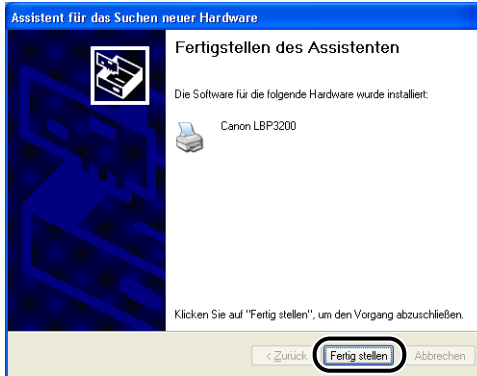 Assistent für das Suchen neuer Hardware
Fertigstellen des Assistenten
Die Software für die folgende Hardware wurde installiert:
Canon LBP3200
Klicken Sie auf "Fertig stellen", um den Vorgang abzuschließen.
< Zurück Fertig stellen Abbrechen